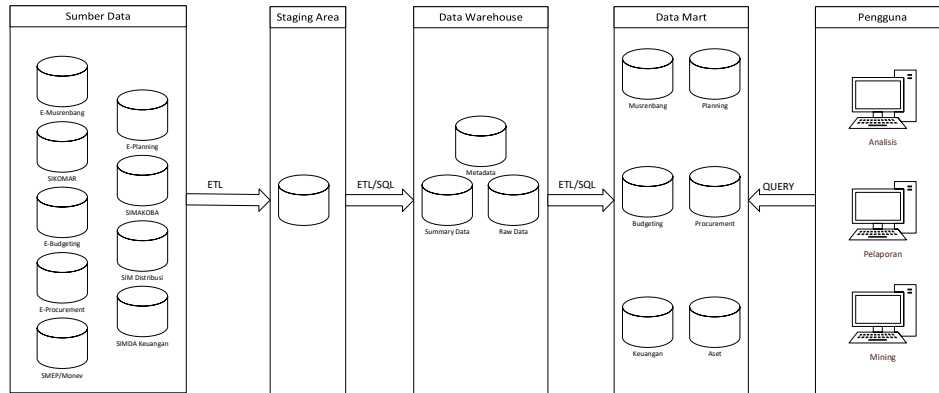 Sumber Data
E-Musrenbang
E-Planning
SIKOMAR
SIMAKOBA
E-Budgeting
SIM Distribusi
E-Procurement
SIMDA Keuangan
SMEP/Monev
ETL
Staging Area
ETL/SQL
Data Warehouse
Metadata
Summary Data
Raw Data
ETL/SQL
Data Mart
Musrenbang
Planning
Budgeting
Procurement
Keuangan
Aset
QUERY
Pengguna
Analisis
Pelaporan
Mining